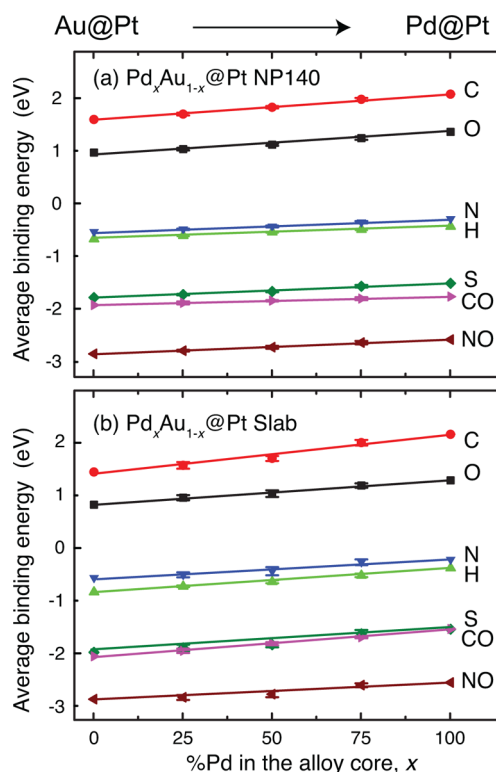 Au@Pt Pd@Pt
(a) PdₓAu₁₋ₓ@Pt NP140
C
O
N
H
S
CO
NO
2
1
0
-1
-2
-3
Average binding energy (eV)
(b) PdₓAu₁₋ₓ@Pt Slab
C
O
N
H
S
CO
NO
2
1
0
-1
-2
-3
Average binding energy (eV)
0 25 50 75 100
%Pd in the alloy core, x